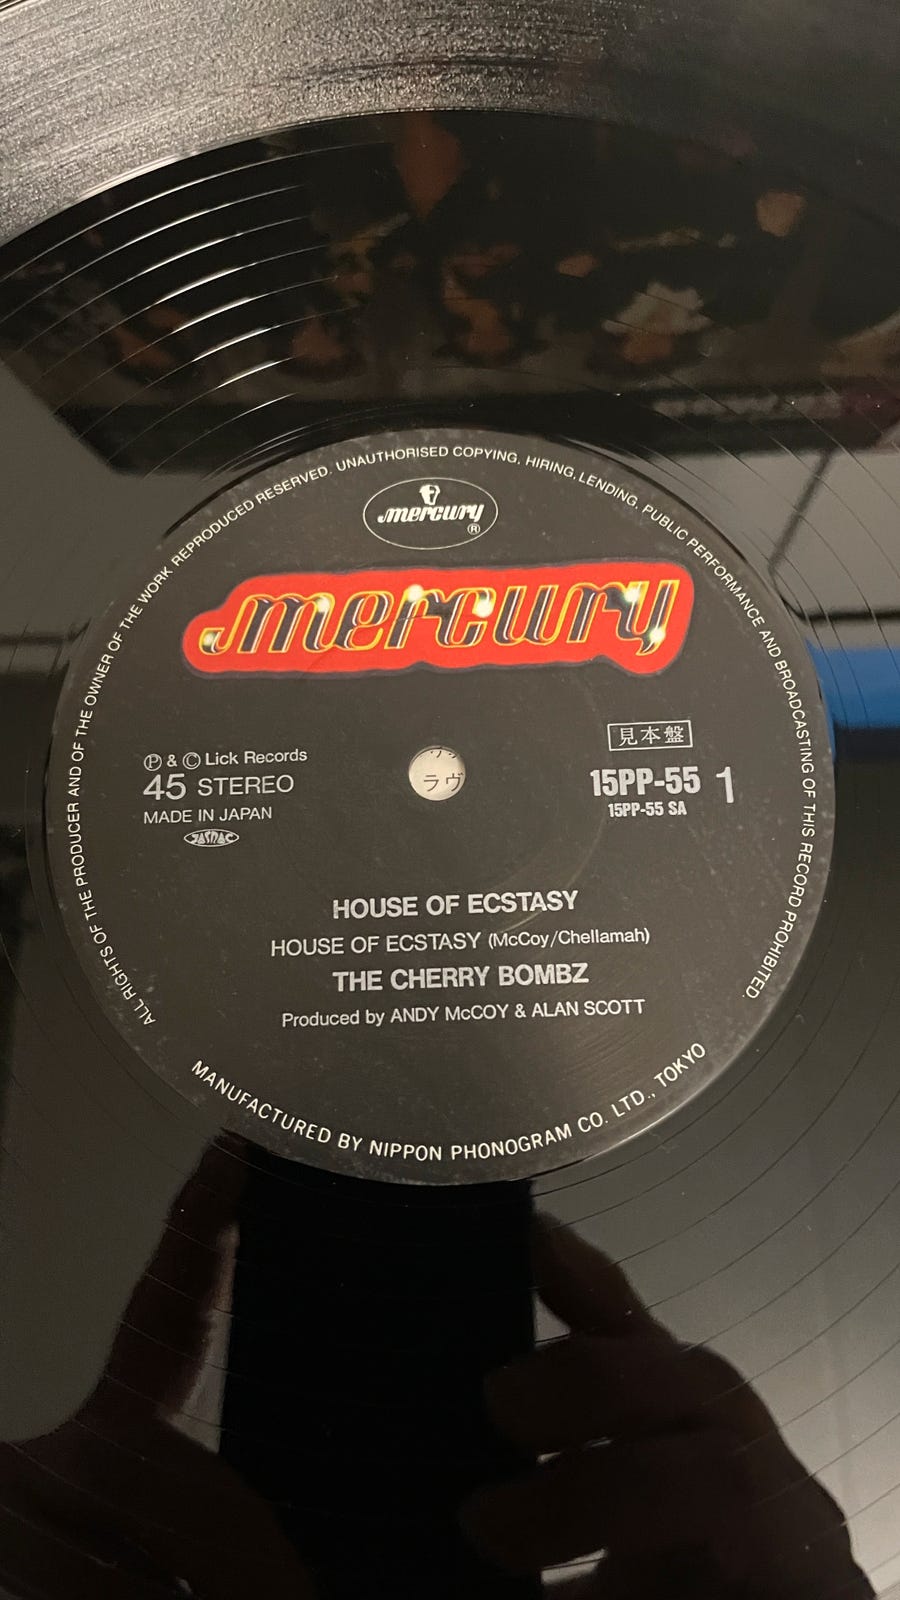 ALL RIGHTS OF THE PRODUCER AND OF THE OWNER OF THE WORK REPRODUCED RESERVED. UNAUTHORISED COPYING, HIRING, LENDING, PUBLIC PERFORMANCE AND BROADCASTING OF THIS RECORD PROHIBITED.
mercury ®
mercury
Ⓟ & © Lick Records
45 STEREO
MADE IN JAPAN
JASRAC
ラヴ
見本盤
15PP-55 1
15PP-55 SA
HOUSE OF ECSTASY
HOUSE OF ECSTASY (McCoy/Chellamah)
THE CHERRY BOMBZ
Produced by ANDY McCOY & ALAN SCOTT
MANUFACTURED BY NIPPON PHONOGRAM CO. LTD., TOKYO